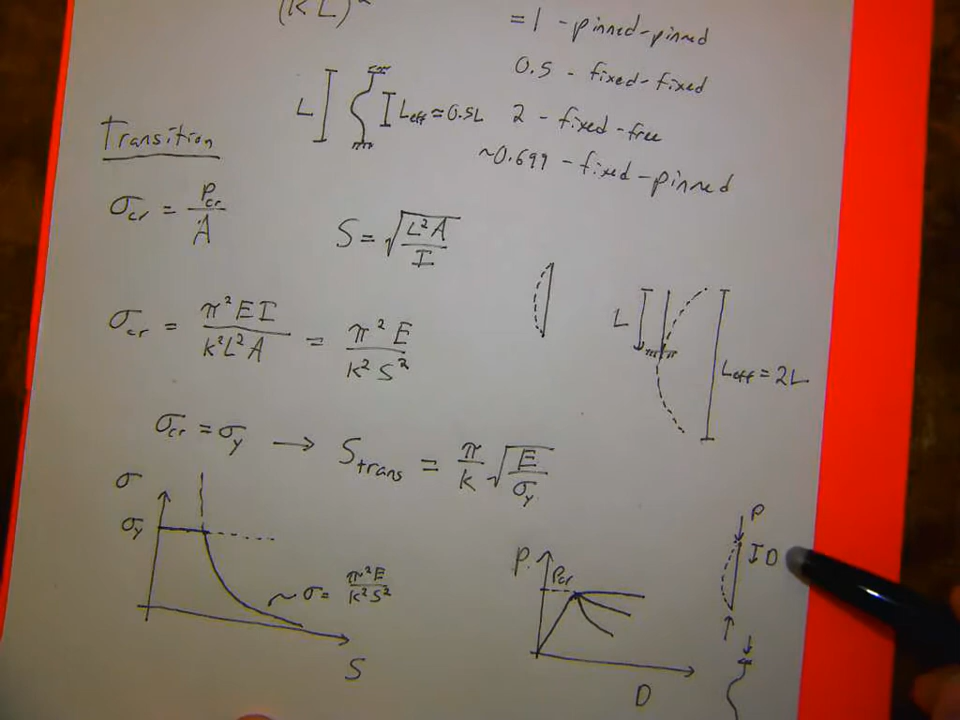 (kL)²
=1 - pinned-pinned
0.5 - fixed-fixed
L Leff=0.5L 2 - fixed-free
~0.699 - fixed-pinned
Transition
σcr = Pcr/A
S = √(L²A/I)
σcr = π²EI/k²L²A = π²E/k²S²
L Leff = 2L
σcr = σy → Strans = π/k √(E/σy)
σ
σy
~ σ = π²E/k²S²
S
P
Pcr
D
P
D